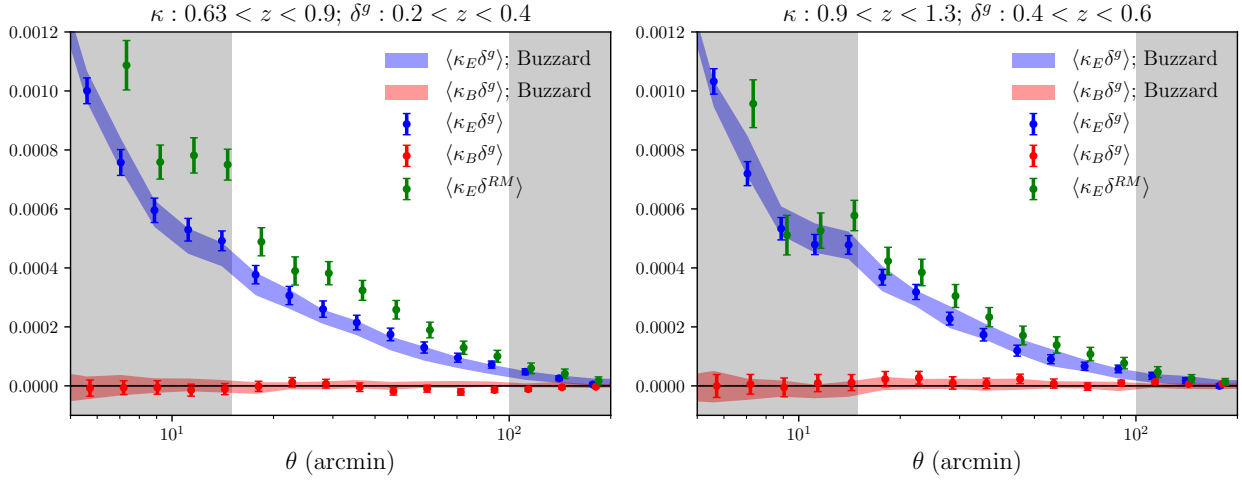 κ : 0.63 < z < 0.9; δ^g : 0.2 < z < 0.4
0.0012
0.0010
0.0008
0.0006
0.0004
0.0002
0.0000
⟨κ_E δ^g⟩; Buzzard
⟨κ_B δ^g⟩; Buzzard
⟨κ_E δ^g⟩
⟨κ_B δ^g⟩
⟨κ_E δ^{RM}⟩
10^1
10^2
θ (arcmin)
κ : 0.9 < z < 1.3; δ^g : 0.4 < z < 0.6
0.0012
0.0010
0.0008
0.0006
0.0004
0.0002
0.0000
⟨κ_E δ^g⟩; Buzzard
⟨κ_B δ^g⟩; Buzzard
⟨κ_E δ^g⟩
⟨κ_B δ^g⟩
⟨κ_E δ^{RM}⟩
10^1
10^2
θ (arcmin)